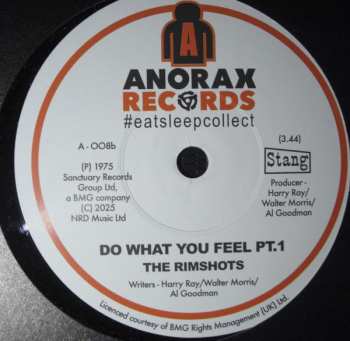 A
ANORAX
RECORDS
#eatsleepcollect
A - OO8b
(P) 1975
Sanctuary Records
Group Ltd,
a BMG company
(C) 2025
NRD Music Ltd
(3.44)
Stang
Producer -
Harry Ray/
Walter Morris/
Al Goodman
DO WHAT YOU FEEL PT.1
THE RIMSHOTS
Writers - Harry Ray/Walter Morris/
Al Goodman
Licenced courtesy of BMG Rights Management (UK) Ltd.